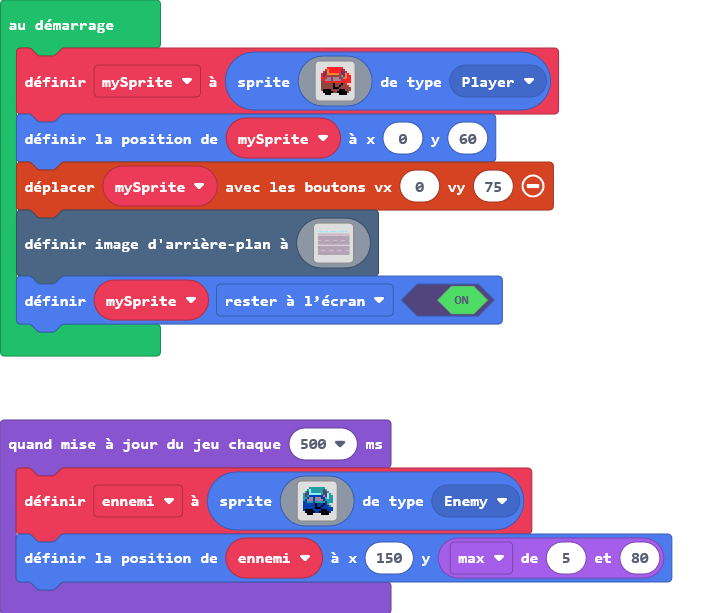 au démarrage
définir mySprite à sprite de type Player
définir la position de mySprite à x 0 y 60
déplacer mySprite avec les boutons vx 0 vy 75
définir image d'arrière-plan à
définir mySprite rester à l’écran ON
quand mise à jour du jeu chaque 500 ms
définir ennemi à sprite de type Enemy
définir la position de ennemi à x 150 y max de 5 et 80